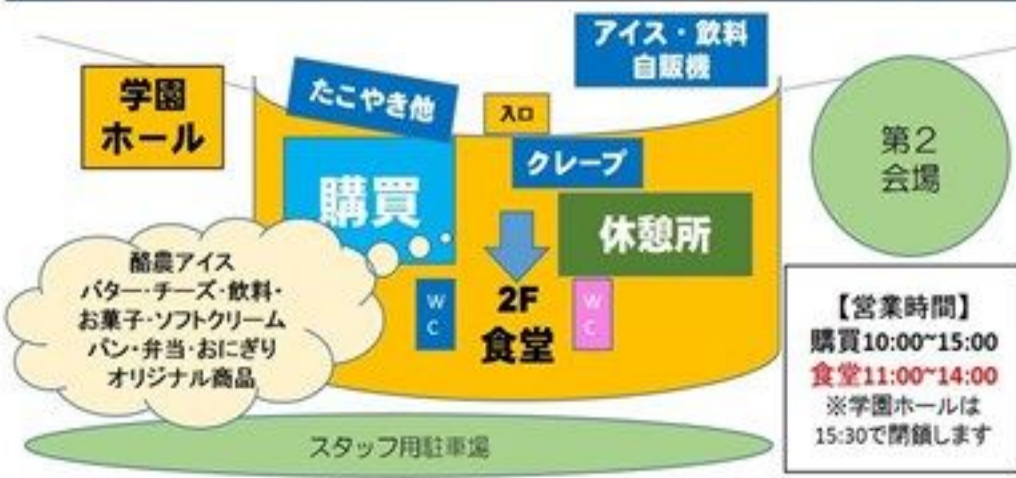 アイス・飲料
自販機
学園
ホール
たこやき他
入口
クレープ
第2
会場
購買
休憩所
酪農アイス
バター・チーズ・飲料・
お菓子・ソフトクリーム
パン・弁当・おにぎり
オリジナル商品
WC
2F
食堂
WC
【営業時間】
購買10:00~15:00
食堂11:00~14:00
※学園ホールは
15:30で閉鎖します
スタッフ用駐車場